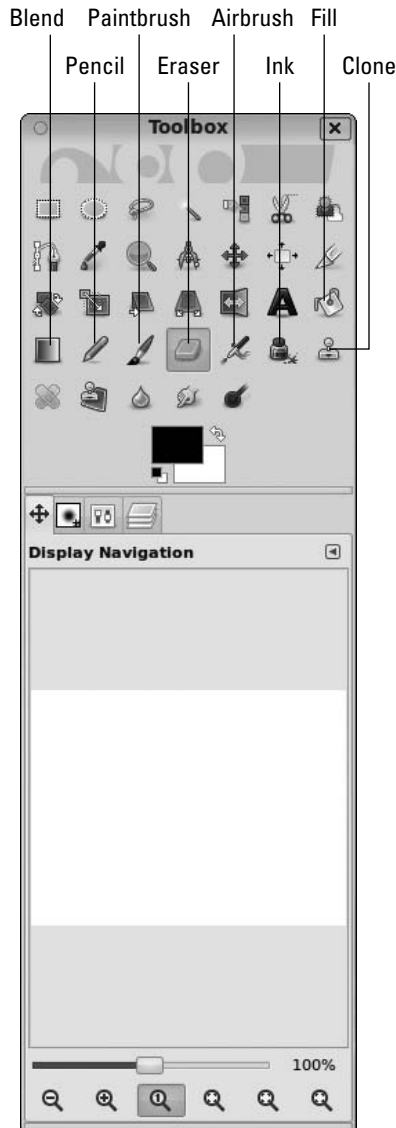 Blend Paintbrush Airbrush Fill
Pencil Eraser Ink Clone
Toolbox
Display Navigation
100%